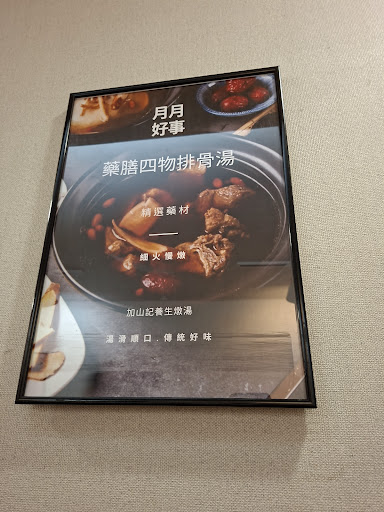 月月
好事
藥膳四物排骨湯
精選藥材
細火慢燉
加山記養生燉湯
湯清順口.傳統好味